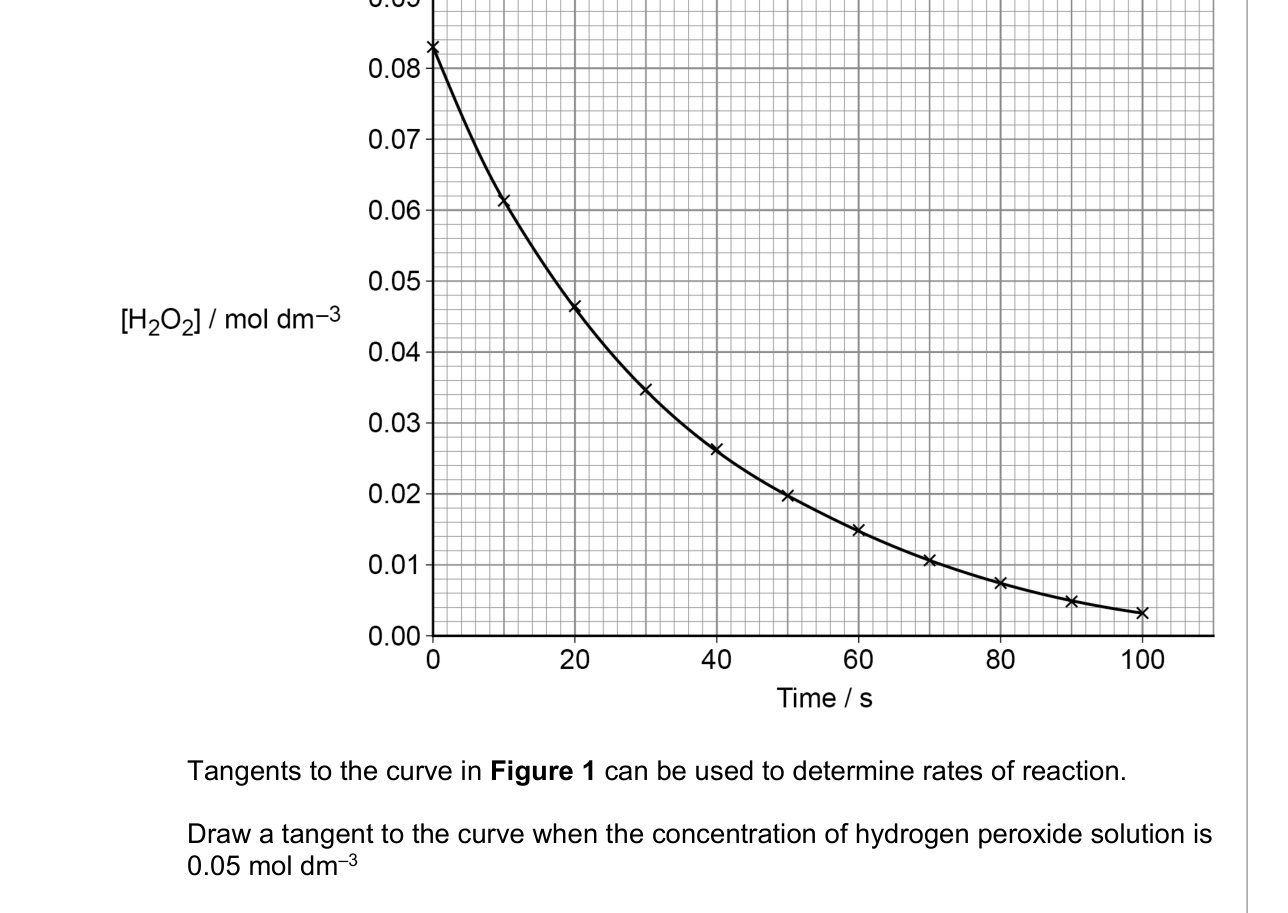 0.09
0.08
0.07
0.06
0.05
[H₂O₂] / mol dm⁻³
0.04
0.03
0.02
0.01
0.00
0 20 40 60 80 100
Time / s
Tangents to the curve in Figure 1 can be used to determine rates of reaction.
Draw a tangent to the curve when the concentration of hydrogen peroxide solution is
0.05 mol dm⁻³